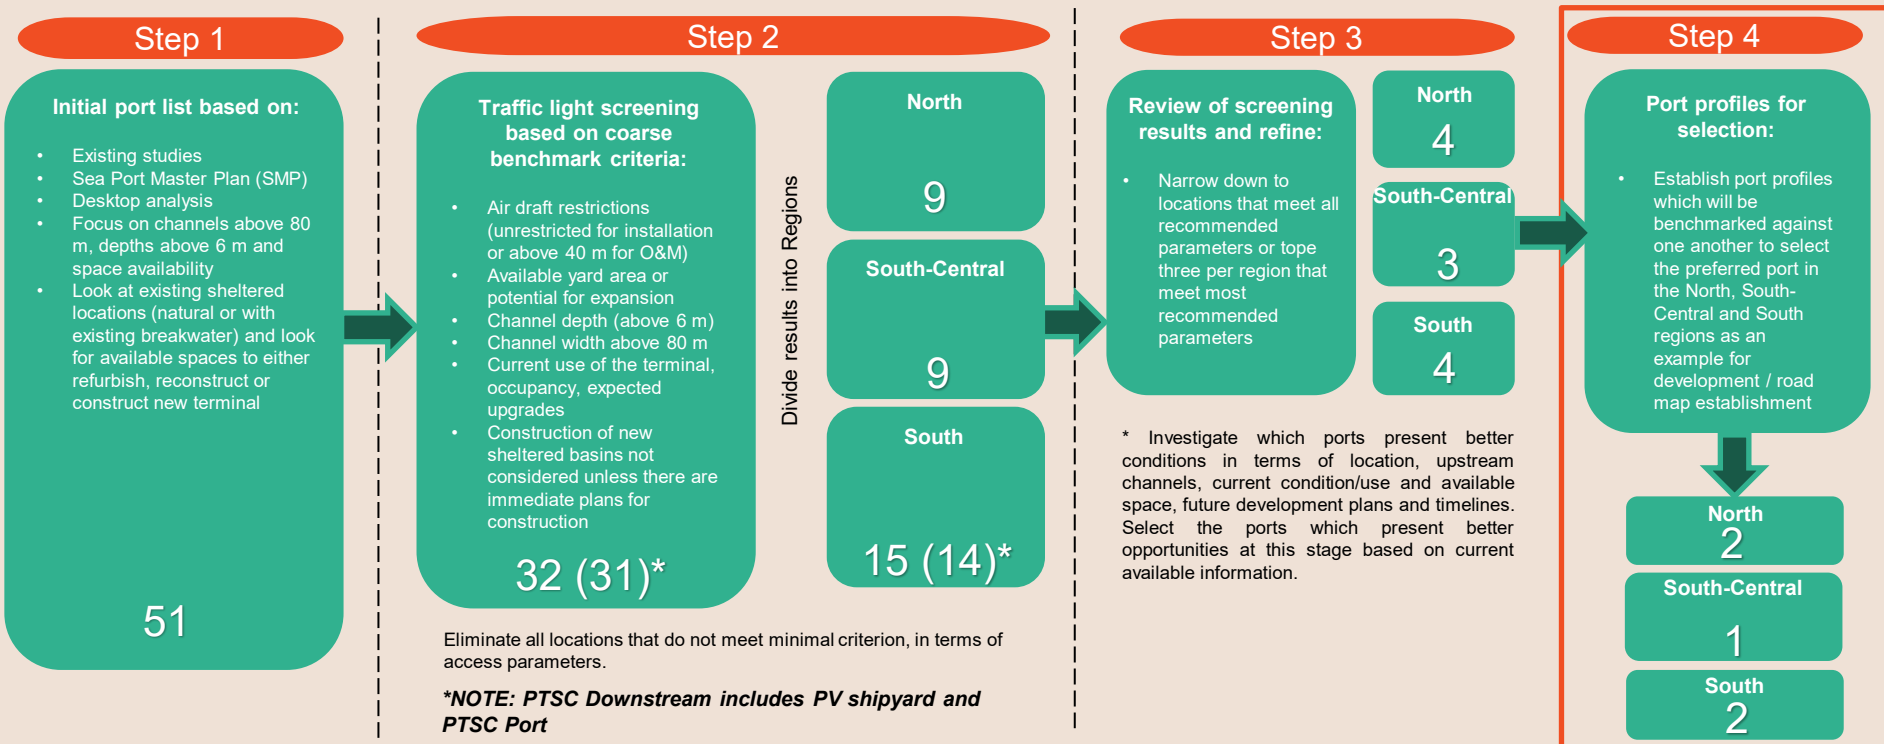 Step 1
Initial port list based on:
• Existing studies
• Sea Port Master Plan (SMP)
• Desktop analysis
• Focus on channels above 80
m, depths above 6 m and
space availability
• Look at existing sheltered
locations (natural or with
existing breakwater) and look
for available spaces to either
refurbish, reconstruct or
construct new terminal
51
Step 2
Traffic light screening
based on coarse
benchmark criteria:
• Air draft restrictions
(unrestricted for installation
or above 40 m for O&M)
• Available yard area or
potential for expansion
• Channel depth (above 6 m)
• Channel width above 80 m
• Current use of the terminal,
occupancy, expected
upgrades
• Construction of new
sheltered basins not
considered unless there are
immediate plans for
construction
32 (31)*
Divide results into Regions
North
9
South-Central
9
South
15 (14)*
Eliminate all locations that do not meet minimal criterion, in terms of
access parameters.
*NOTE: PTSC Downstream includes PV shipyard and
PTSC Port
Step 3
Review of screening
results and refine:
• Narrow down to
locations that meet all
recommended
parameters or tope
three per region that
meet most
recommended
parameters
North
4
South-Central
3
South
4
* Investigate which ports present better
conditions in terms of location, upstream
channels, current condition/use and available
space, future development plans and timelines.
Select the ports which present better
opportunities at this stage based on current
available information.
Step 4
Port profiles for
selection:
• Establish port profiles
which will be
benchmarked against
one another to select
the preferred port in
the North, South-
Central and South
regions as an
example for
development / road
map establishment
North
2
South-Central
1
South
2